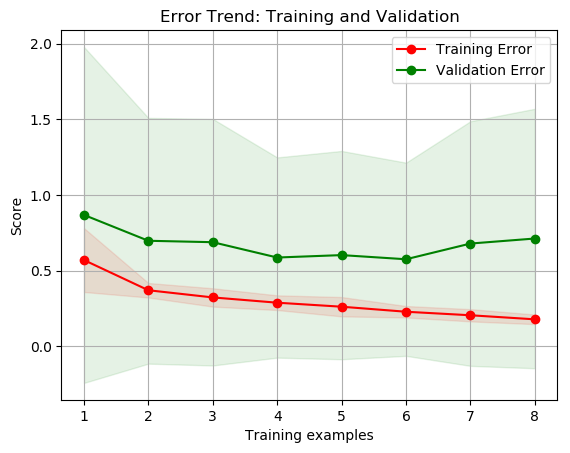 Error Trend: Training and Validation
Training Error
Validation Error
Score
2.0
1.5
1.0
0.5
0.0
1 2 3 4 5 6 7 8
Training examples